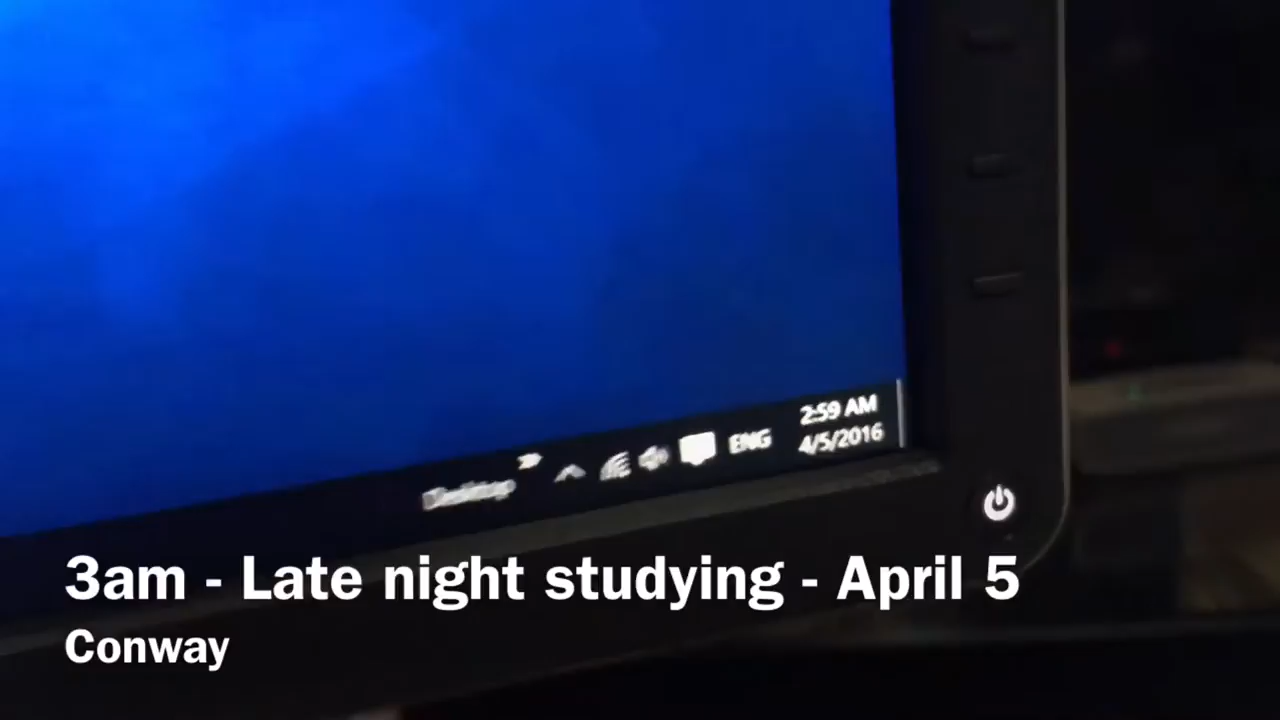 2:59 AM
Desktop
ENG
4/5/2016
3am - Late night studying - April 5
Conway